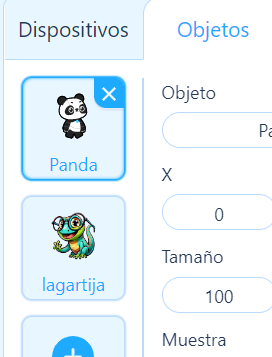 Dispositivos
Objetos
Panda
lagartija
Objeto
X
0
Tamaño
100
Muestra